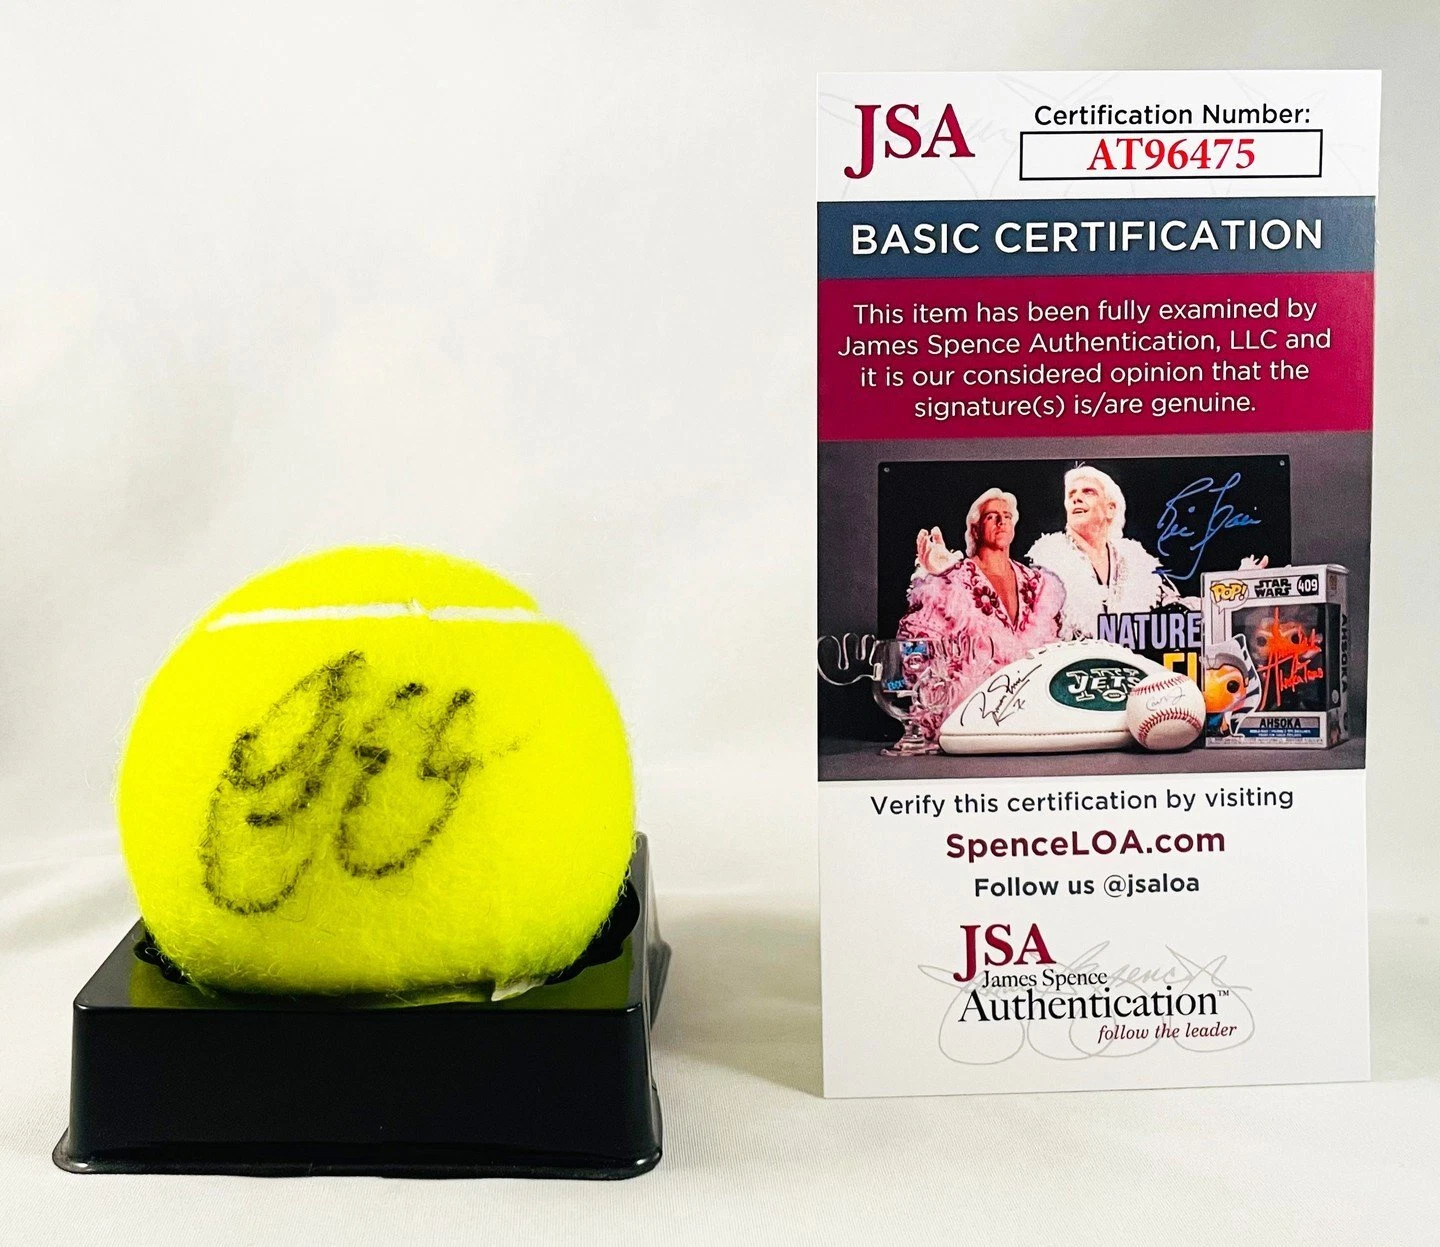 JSA
Certification Number:
AT96475
BASIC CERTIFICATION
This item has been fully examined by
James Spence Authentication, LLC and
it is our considered opinion that the
signature(s) is/are genuine.
NATURE
POP!
STAR
WARS
409
JETS
AHSOKA
AHSOKA
Verify this certification by visiting
SpenceLOA.com
Follow us @jsaloa
JSA
James Spence
Authentication™
follow the leader